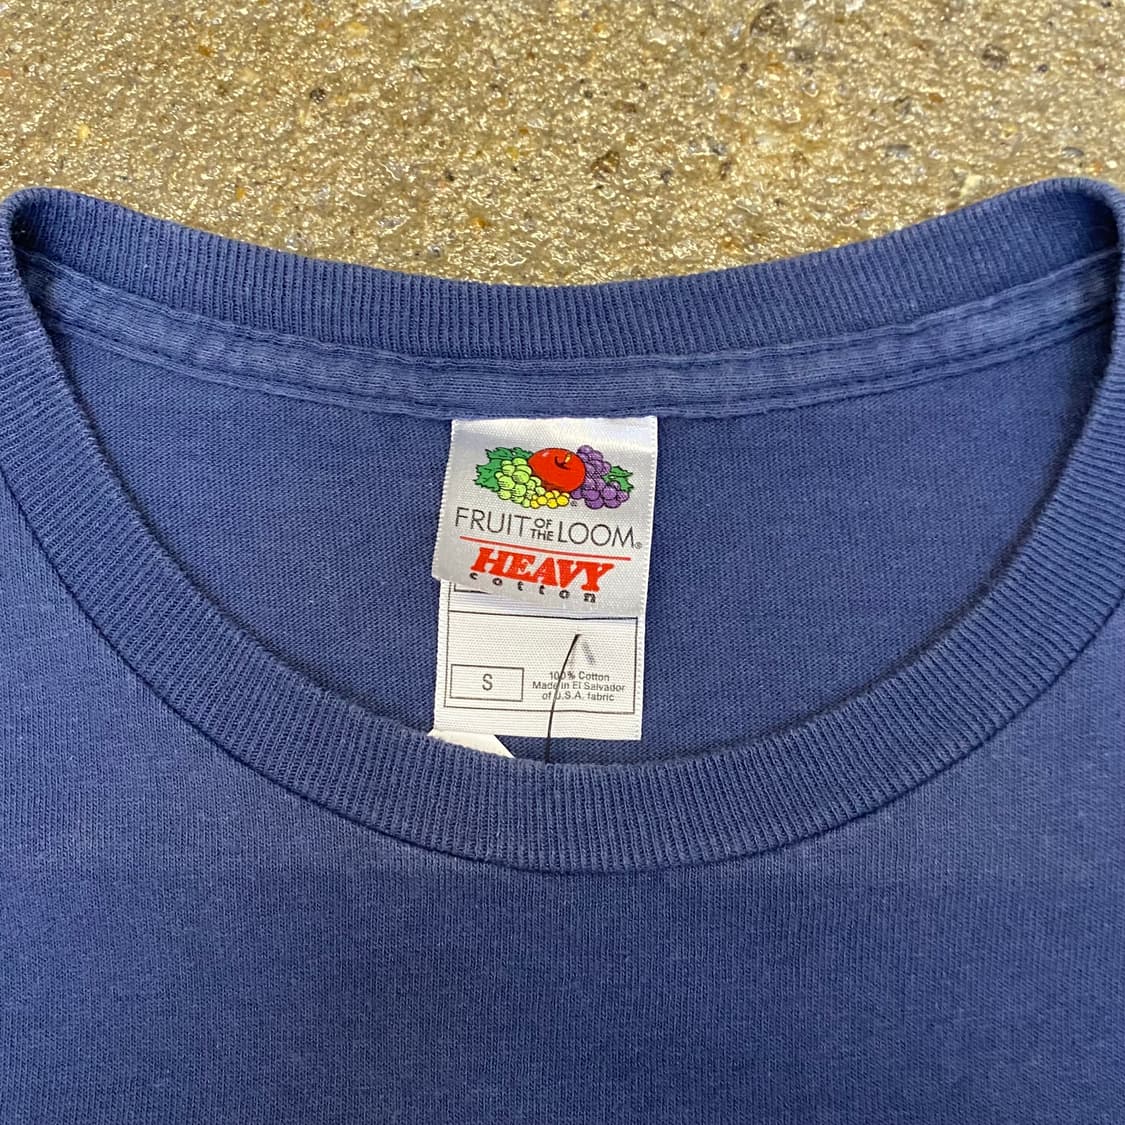 FRUIT OF THE LOOM®
HEAVY
cotton
S
100% Cotton
Made in El Salvador
of U.S.A. fabric